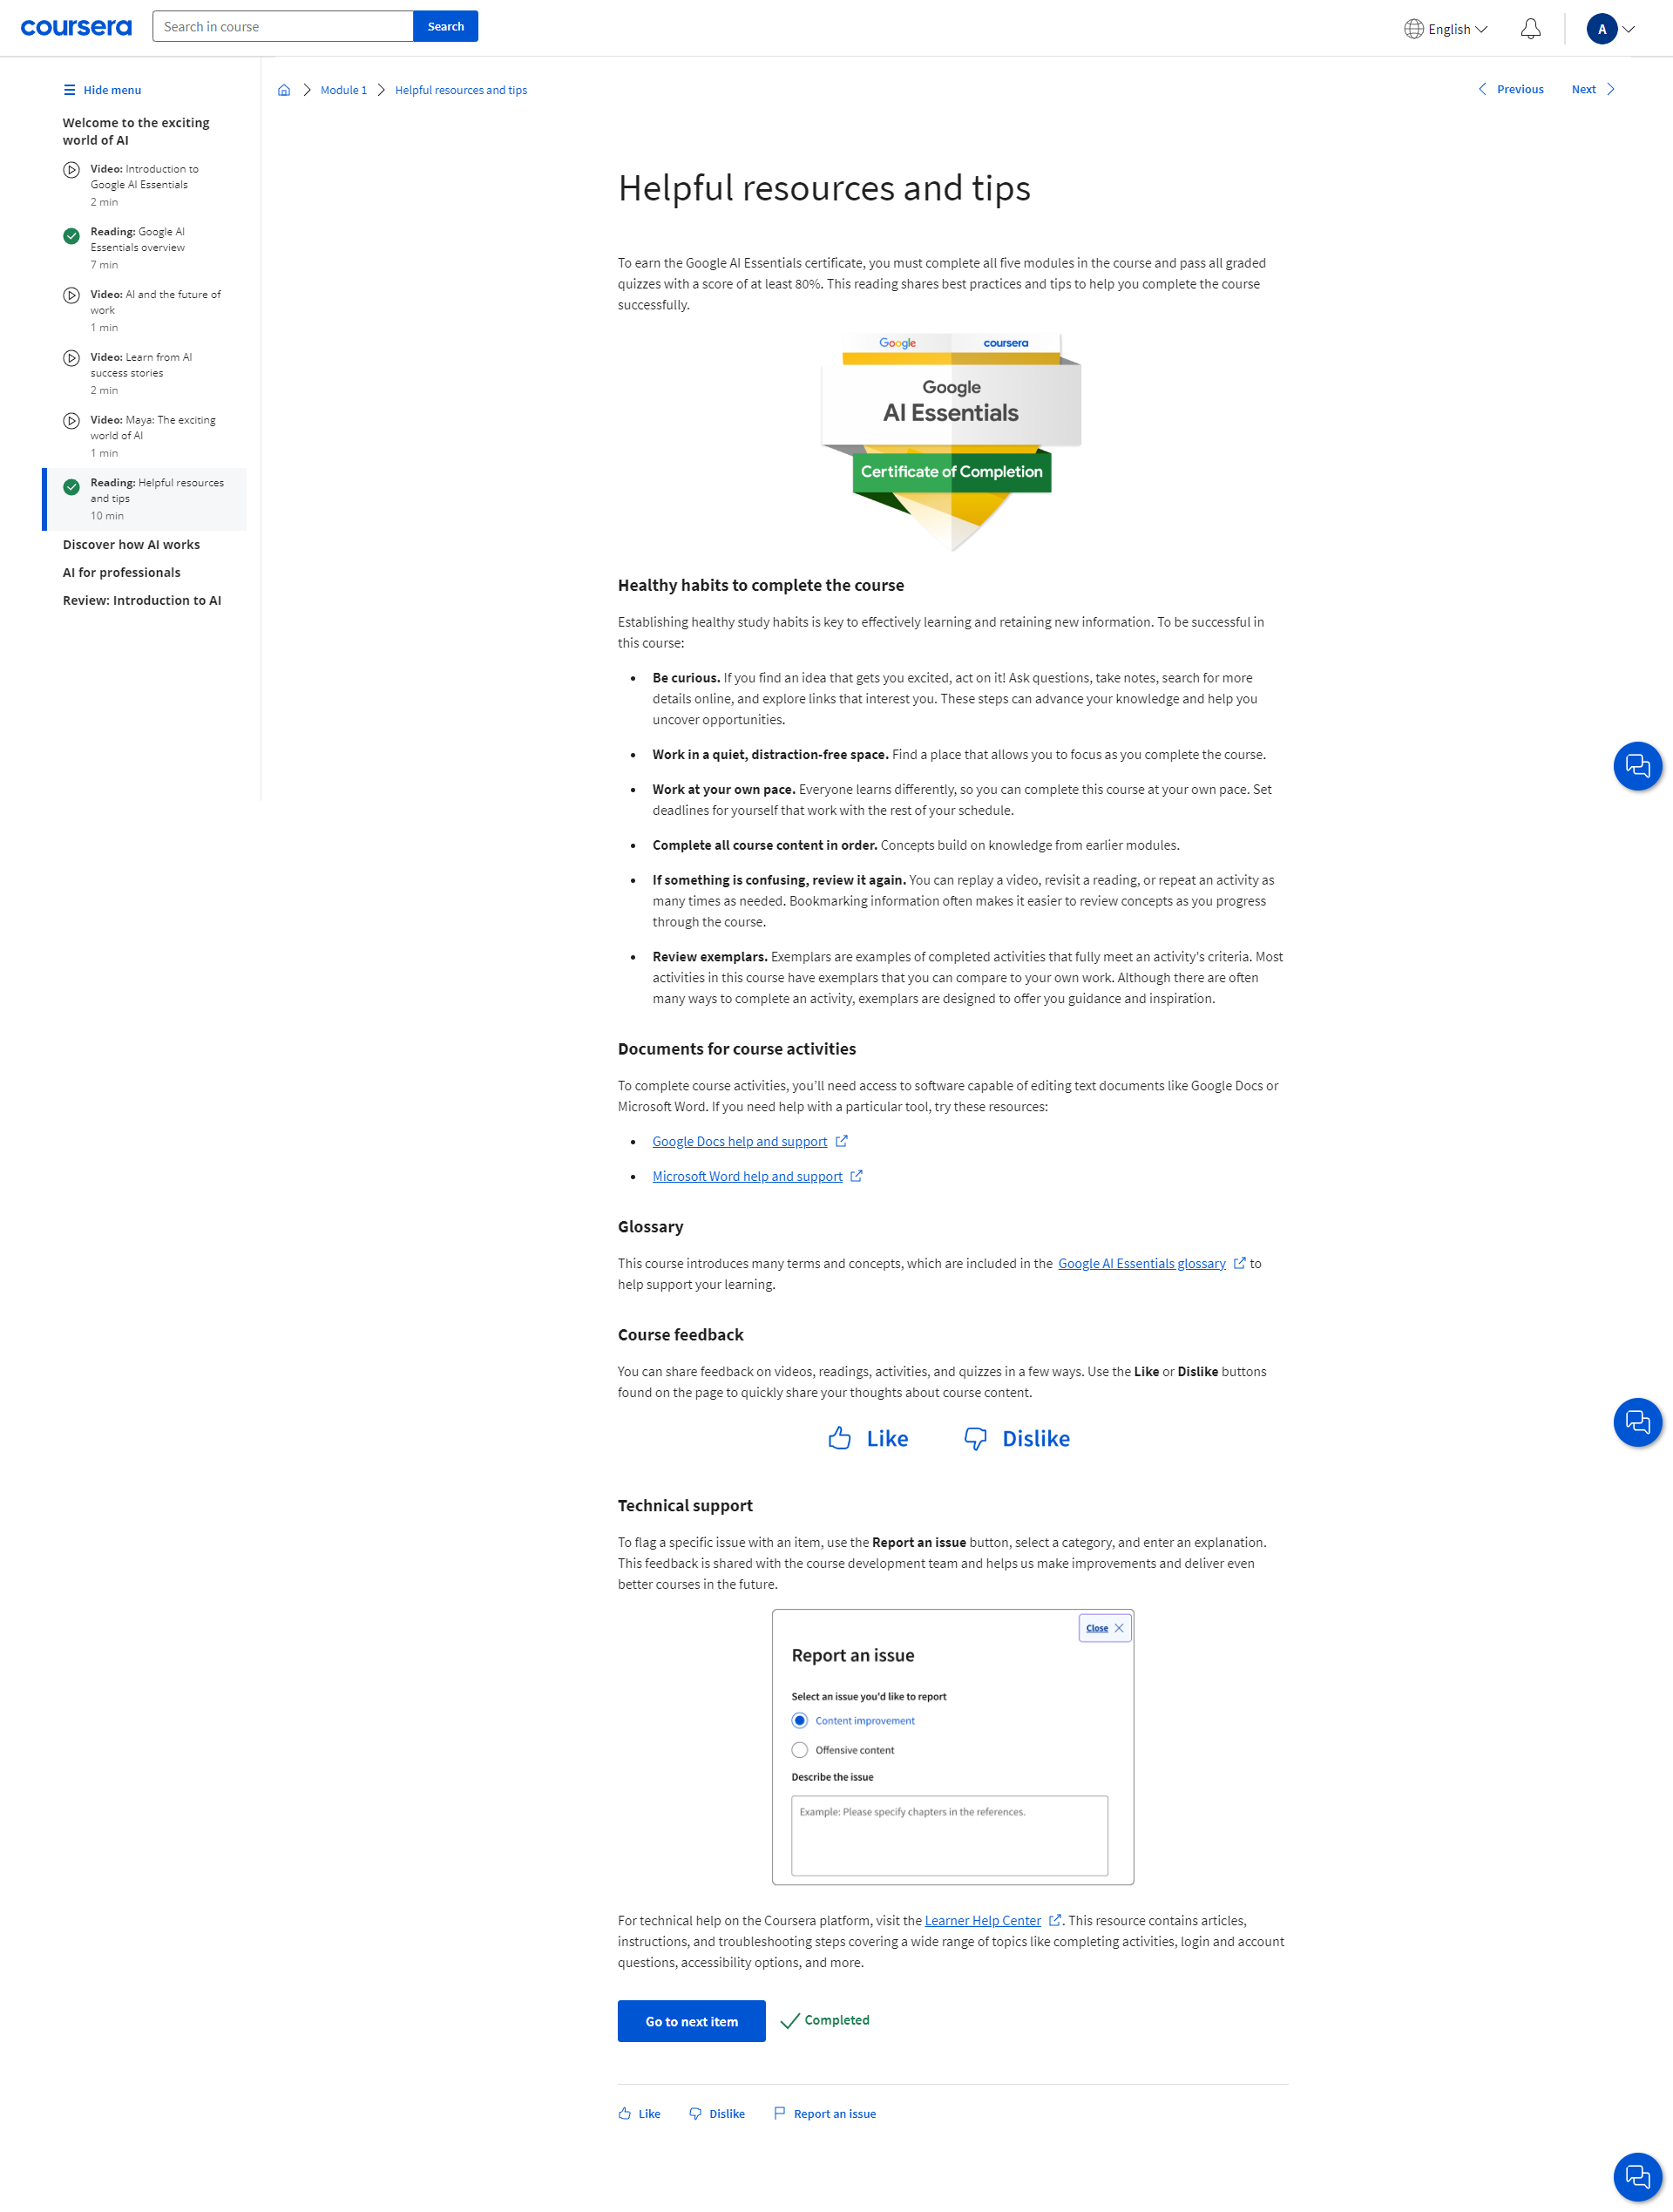 coursera
Search in course
Search
English
A
Hide menu
Welcome to the exciting
world of AI
Video: Introduction to
Google AI Essentials
2 min
Reading: Google AI
Essentials overview
7 min
Video: AI and the future of
work
1 min
Video: Learn from AI
success stories
2 min
Video: Maya: The exciting
world of AI
1 min
Reading: Helpful resources
and tips
10 min
Discover how AI works
AI for professionals
Review: Introduction to AI
Module 1
Helpful resources and tips
Previous
Next
Helpful resources and tips
To earn the Google AI Essentials certificate, you must complete all five modules in the course and pass all graded
quizzes with a score of at least 80%. This reading shares best practices and tips to help you complete the course
successfully.
Google coursera
Google
AI Essentials
Certificate of Completion
Healthy habits to complete the course
Establishing healthy study habits is key to effectively learning and retaining new information. To be successful in
this course:
• Be curious. If you find an idea that gets you excited, act on it! Ask questions, take notes, search for more
details online, and explore links that interest you. These steps can advance your knowledge and help you
uncover opportunities.
• Work in a quiet, distraction-free space. Find a place that allows you to focus as you complete the course.
• Work at your own pace. Everyone learns differently, so you can complete this course at your own pace. Set
deadlines for yourself that work with the rest of your schedule.
• Complete all course content in order. Concepts build on knowledge from earlier modules.
• If something is confusing, review it again. You can replay a video, revisit a reading, or repeat an activity as
many times as needed. Bookmarking information often makes it easier to review concepts as you progress
through the course.
• Review exemplars. Exemplars are examples of completed activities that fully meet an activity's criteria. Most
activities in this course have exemplars that you can compare to your own work. Although there are often
many ways to complete an activity, exemplars are designed to offer you guidance and inspiration.
Documents for course activities
To complete course activities, you’ll need access to software capable of editing text documents like Google Docs or
Microsoft Word. If you need help with a particular tool, try these resources:
• Google Docs help and support
• Microsoft Word help and support
Glossary
This course introduces many terms and concepts, which are included in the Google AI Essentials glossary to
help support your learning.
Course feedback
You can share feedback on videos, readings, activities, and quizzes in a few ways. Use the Like or Dislike buttons
found on the page to quickly share your thoughts about course content.
Like Dislike
Technical support
To flag a specific issue with an item, use the Report an issue button, select a category, and enter an explanation.
This feedback is shared with the course development team and helps us make improvements and deliver even
better courses in the future.
Close
Report an issue
Select an issue you'd like to report
Content improvement
Offensive content
Describe the issue
Example: Please specify chapters in the references.
For technical help on the Coursera platform, visit the Learner Help Center. This resource contains articles,
instructions, and troubleshooting steps covering a wide range of topics like completing activities, login and account
questions, accessibility options, and more.
Go to next item
Completed
Like
Dislike
Report an issue